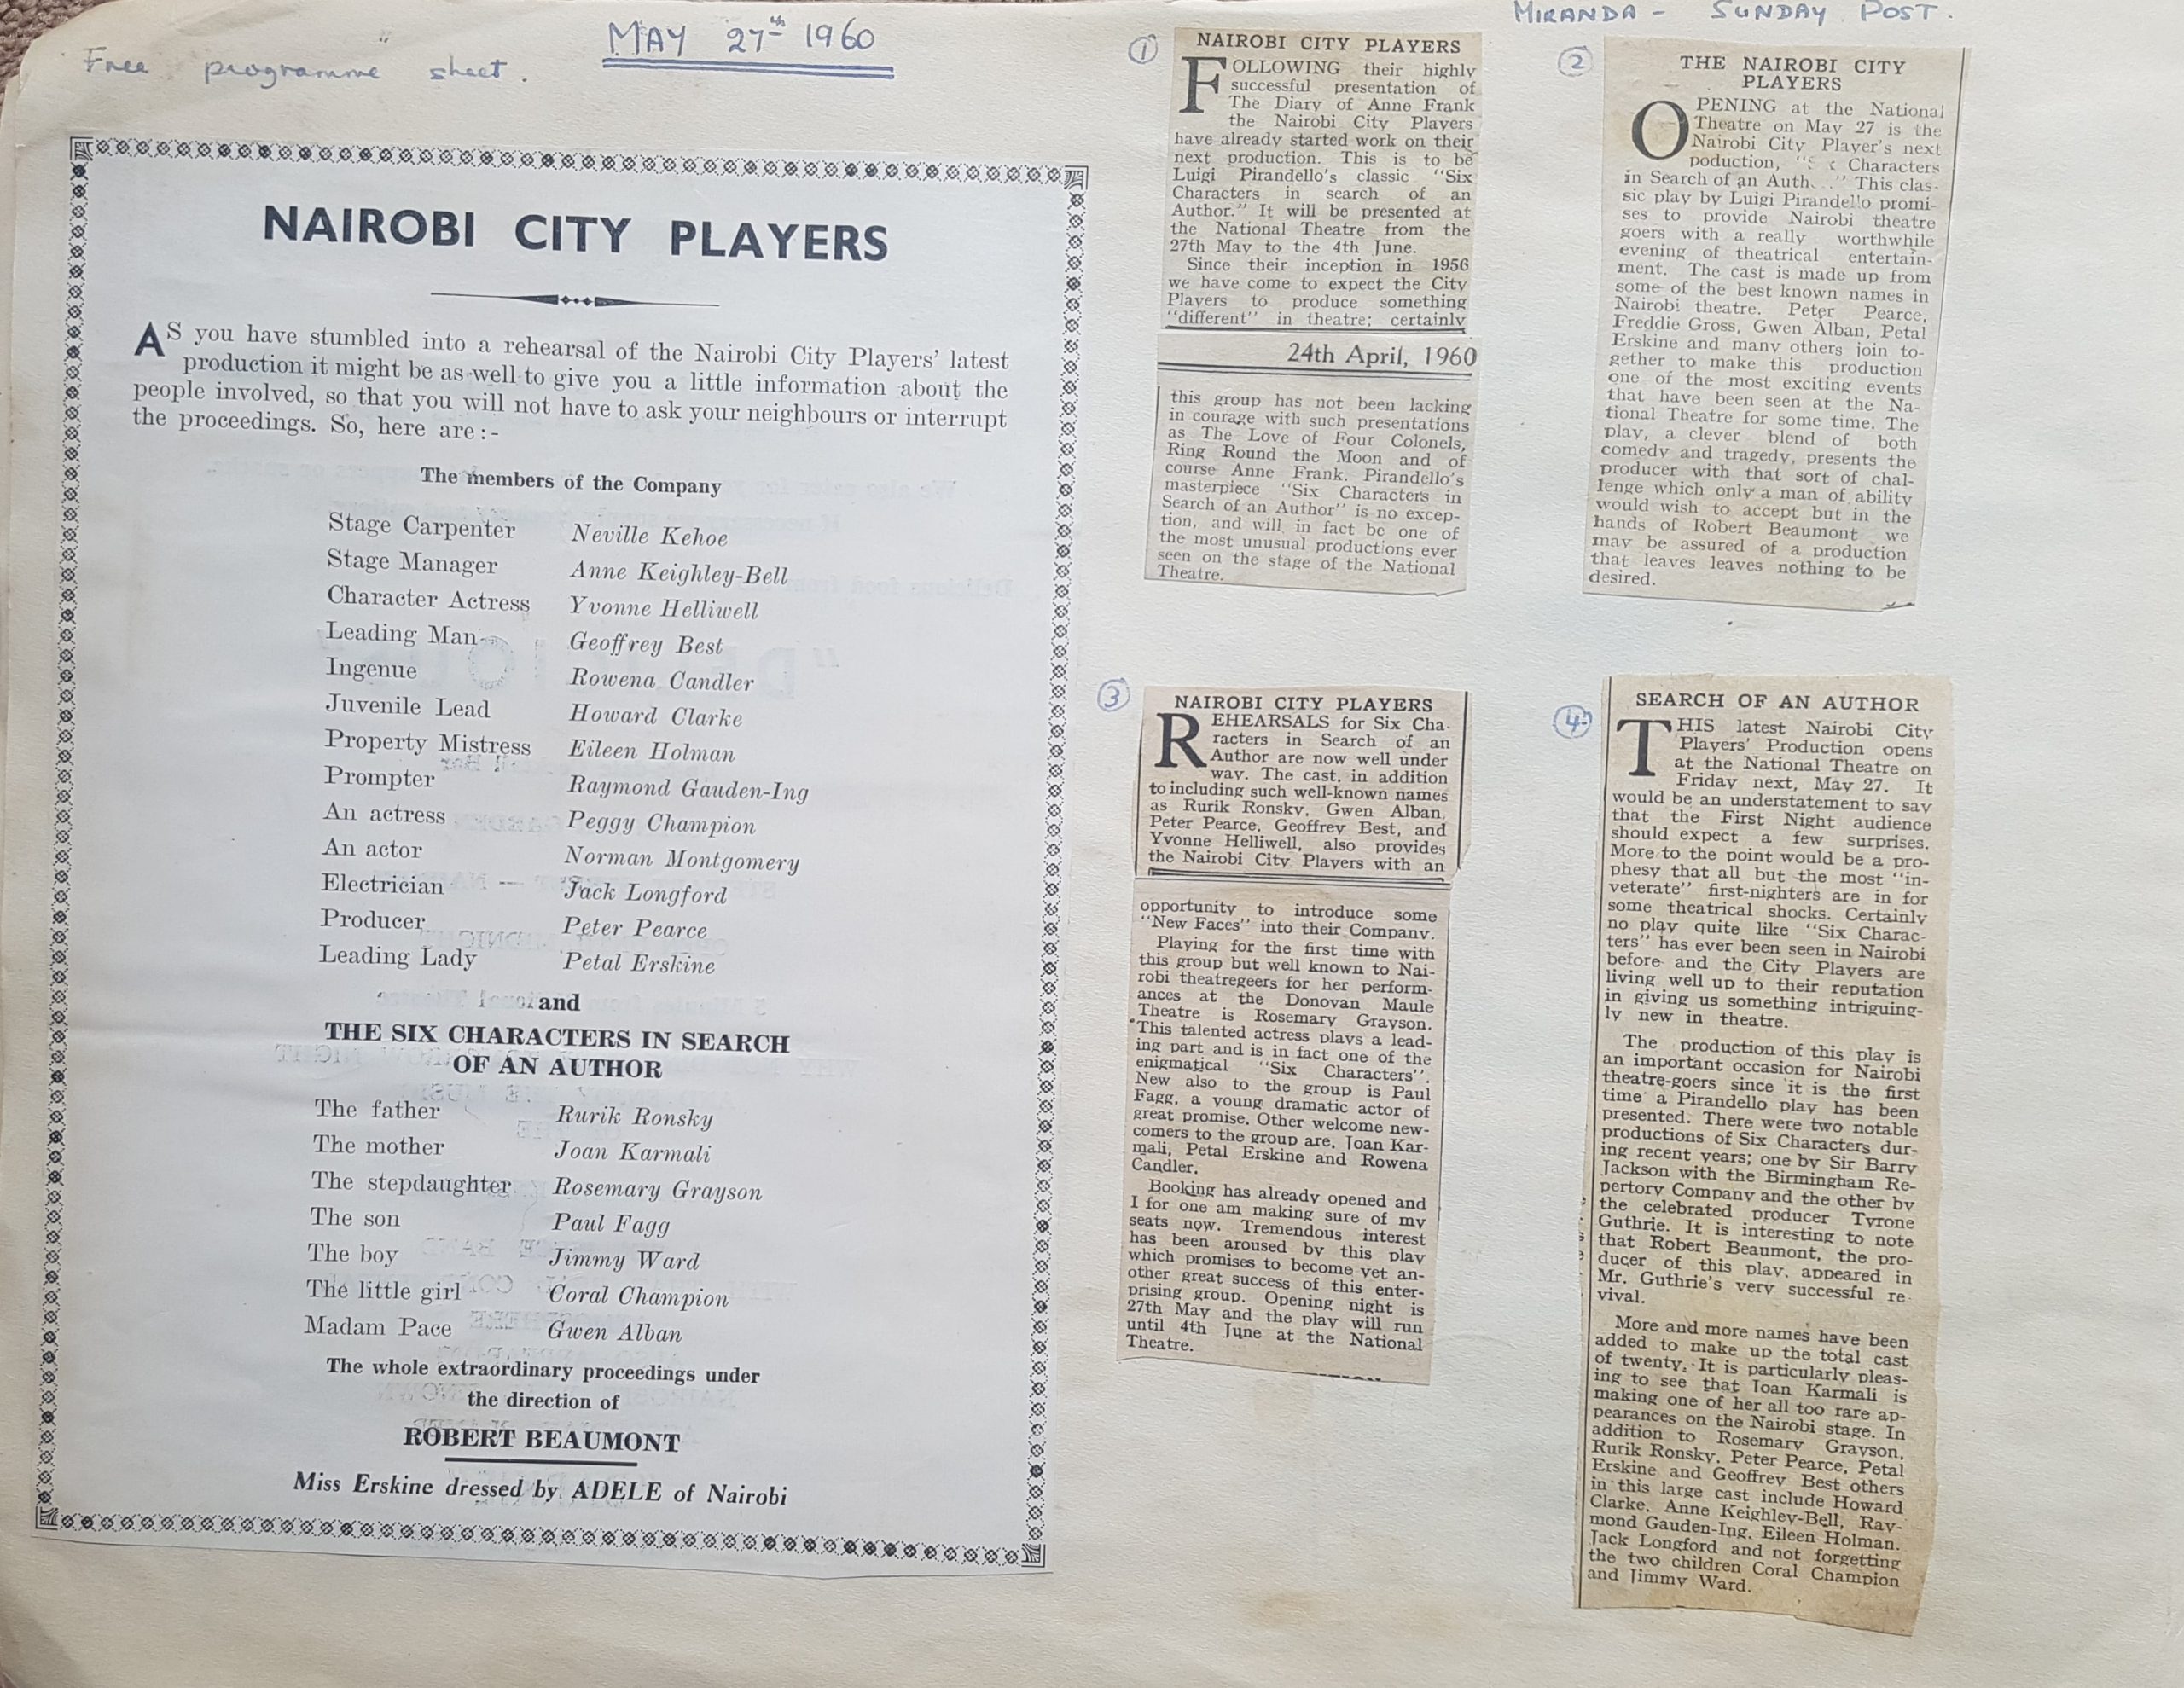 Free programme sheet.
MAY 27th 1960
NAIROBI CITY PLAYERS
AS you have stumbled into a rehearsal of the Nairobi City Players' latest
production it might be as well to give you a little information about the
people involved, so that you will not have to ask your neighbours or interrupt
the proceedings. So, here are :-
The members of the Company
Stage Carpenter Neville Kehoe
Stage Manager Anne Keighley-Bell
Character Actress Yvonne Helliwell
Leading Man Geoffrey Best
Ingenue Rowena Candler
Juvenile Lead Howard Clarke
Property Mistress Eileen Holman
Prompter Raymond Gauden-Ing
An actress Peggy Champion
An actor Norman Montgomery
Electrician Jack Longford
Producer Peter Pearce
Leading Lady Petal Erskine
and
THE SIX CHARACTERS IN SEARCH
OF AN AUTHOR
The father Rurik Ronsky
The mother Joan Karmali
The stepdaughter Rosemary Grayson
The son Paul Fagg
The boy Jimmy Ward
The little girl Coral Champion
Madam Pace Gwen Alban
The whole extraordinary proceedings under
the direction of
ROBERT BEAUMONT
Miss Erskine dressed by ADELE of Nairobi
MIRANDA - SUNDAY POST.
1
NAIROBI CITY PLAYERS
FOLLOWING their highly
successful presentation of
The Diary of Anne Frank
the Nairobi City Players
have already started work on their
next production. This is to be
Luigi Pirandello's classic "Six
Characters in search of an
Author." It will be presented at
the National Theatre from the
27th May to the 4th June.
Since their inception in 1956
we have come to expect the City
Players to produce something
"different" in theatre; certainly
24th April, 1960
this group has not been lacking
in courage with such presentations
as The Love of Four Colonels,
Ring Round the Moon and of
course Anne Frank. Pirandello's
masterpiece "Six Characters in
Search of an Author" is no excep-
tion, and will in fact be one of
the most unusual productions ever
seen on the stage of the National
Theatre.
2
THE NAIROBI CITY
PLAYERS
OPENING at the National
Theatre on May 27 is the
Nairobi City Player's next
poduction, "S x Characters
in Search of an Auth..." This clas-
sic play by Luigi Pirandello promi-
ses to provide Nairobi theatre
goers with a really worthwhile
evening of theatrical entertain-
ment. The cast is made up from
some of the best known names in
Nairobi theatre. Peter Pearce,
Freddie Gross, Gwen Alban, Petal
Erskine and many others join to-
gether to make this production
one of the most exciting events
that have been seen at the Na-
tional Theatre for some time. The
play, a clever blend of both
comedy and tragedy, presents the
producer with that sort of chal-
lenge which only a man of ability
would wish to accept but in the
hands of Robert Beaumont we
may be assured of a production
that leaves leaves nothing to be
desired.
3
NAIROBI CITY PLAYERS
REHEARSALS for Six Cha-
racters in Search of an
Author are now well under
way. The cast, in addition
to including such well-known names
as Rurik Ronsky, Gwen Alban,
Peter Pearce, Geoffrey Best, and
Yvonne Helliwell, also provides
the Nairobi City Players with an
opportunity to introduce some
"New Faces" into their Company.
Playing for the first time with
this group but well known to Nai-
robi theatregeers for her perform-
ances at the Donovan Maule
Theatre is Rosemary Grayson.
This talented actress plays a lead-
ing part and is in fact one of the
enigmatical "Six Characters".
New also to the group is Paul
Fagg, a young dramatic actor of
great promise. Other welcome new-
comers to the group are, Joan Kar-
mali, Petal Erskine and Rowena
Candler.
Booking has already opened and
I for one am making sure of my
seats now. Tremendous interest
has been aroused by this play
which promises to become yet an-
other great success of this enter-
prising group. Opening night is
27th May and the play will run
until 4th June at the National
Theatre.
4
SEARCH OF AN AUTHOR
THIS latest Nairobi City
Players' Production opens
at the National Theatre on
Friday next, May 27. It
would be an understatement to say
that the First Night audience
should expect a few surprises.
More to the point would be a pro-
phesy that all but the most "in-
veterate" first-nighters are in for
some theatrical shocks. Certainly
no play quite like "Six Charac-
ters" has ever been seen in Nairobi
before and the City Players are
living well up to their reputation
in giving us something intriguing-
ly new in theatre.
The production of this play is
an important occasion for Nairobi
theatre-goers since it is the first
time a Pirandello play has been
presented. There were two notable
productions of Six Characters dur-
ing recent years; one by Sir Barry
Jackson with the Birmingham Re-
pertory Company and the other by
the celebrated producer Tyrone
Guthrie. It is interesting to note
that Robert Beaumont, the pro-
ducer of this play, appeared in
Mr. Guthrie's very successful re-
vival.
More and more names have been
added to make up the total cast
of twenty. It is particularly pleas-
ing to see that Joan Karmali is
making one of her all too rare ap-
pearances on the Nairobi stage. In
addition to Rosemary Grayson,
Rurik Ronsky, Peter Pearce, Petal
Erskine and Geoffrey Best others
in this large cast include Howard
Clarke, Anne Keighley-Bell, Ray-
mond Gauden-Ing, Eileen Holman.
Jack Longford and not forgetting
the two children Coral Champion
and Jimmy Ward.